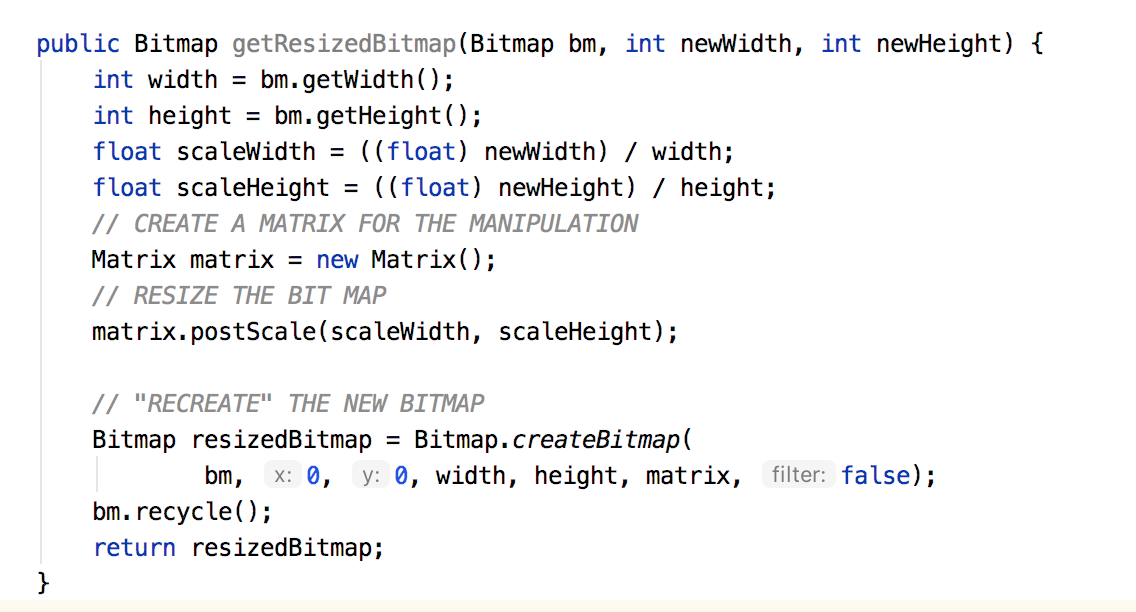 public Bitmap getResizedBitmap(Bitmap bm, int newWidth, int newHeight) {
    int width = bm.getWidth();
    int height = bm.getHeight();
    float scaleWidth = ((float) newWidth) / width;
    float scaleHeight = ((float) newHeight) / height;
    // CREATE A MATRIX FOR THE MANIPULATION
    Matrix matrix = new Matrix();
    // RESIZE THE BIT MAP
    matrix.postScale(scaleWidth, scaleHeight);
    // "RECREATE" THE NEW BITMAP
    Bitmap resizedBitmap = Bitmap.createBitmap(
            bm, x: 0, y: 0, width, height, matrix, filter: false);
    bm.recycle();
    return resizedBitmap;
}